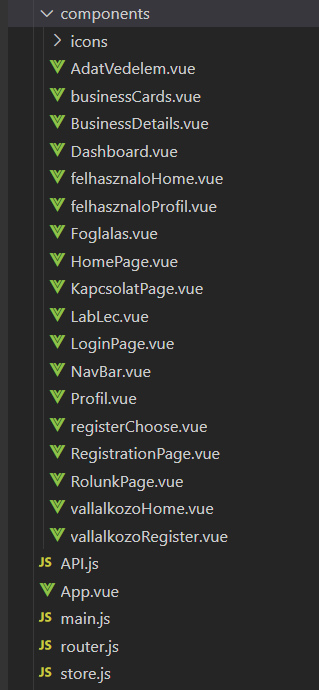 components
icons
AdatVedelem.vue
businessCards.vue
BusinessDetails.vue
Dashboard.vue
felhasznaloHome.vue
felhasznaloProfil.vue
Foglalas.vue
HomePage.vue
KapcsolatPage.vue
LabLec.vue
LoginPage.vue
NavBar.vue
Profil.vue
registerChoose.vue
RegistrationPage.vue
RolunkPage.vue
vallalkozoHome.vue
vallalkozoRegister.vue
JS API.js
App.vue
JS main.js
JS router.js
JS store.js